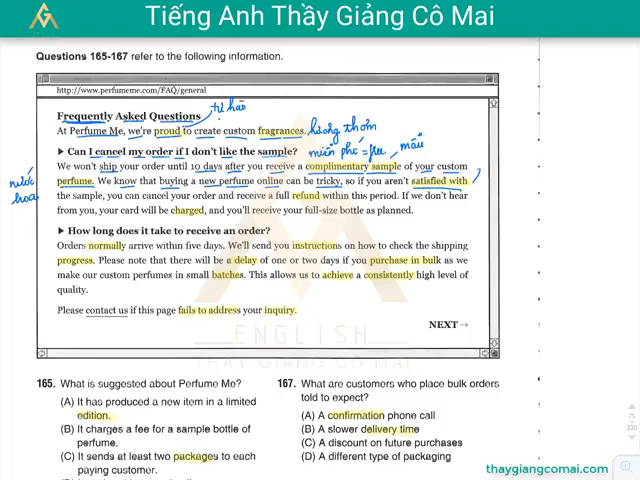 Tiếng Anh Thầy Giảng Cô Mai
Questions 165-167 refer to the following information.
http://www.perfumeme.com/FAQ/general
tự hào
Frequently Asked Questions
At Perfume Me, we're proud to create custom fragrances. hương thơm
▶ Can I cancel my order if I don't like the sample? miễn phí = free mẫu
We won't ship your order until 10 days after you receive a complimentary sample of your custom
nước hoa
perfume. We know that buying a new perfume online can be tricky, so if you aren't satisfied with
the sample, you can cancel your order and receive a full refund within this period. If we don't hear
from you, your card will be charged, and you'll receive your full-size bottle as planned.
▶ How long does it take to receive an order?
Orders normally arrive within five days. We'll send you instructions on how to check the shipping
progress. Please note that there will be a delay of one or two days if you purchase in bulk as we
make our custom perfumes in small batches. This allows us to achieve a consistently high level of
quality.
Please contact us if this page fails to address your inquiry.
NEXT→
ENGLISH
THẦY GIẢNG CÔ MAI
165. What is suggested about Perfume Me?
(A) It has produced a new item in a limited
edition.
(B) It charges a fee for a sample bottle of
perfume.
(C) It sends at least two packages to each
paying customer.
167. What are customers who place bulk orders
told to expect?
(A) A confirmation phone call
(B) A slower delivery time
(C) A discount on future purchases
(D) A different type of packaging
thaygiangcomai.com